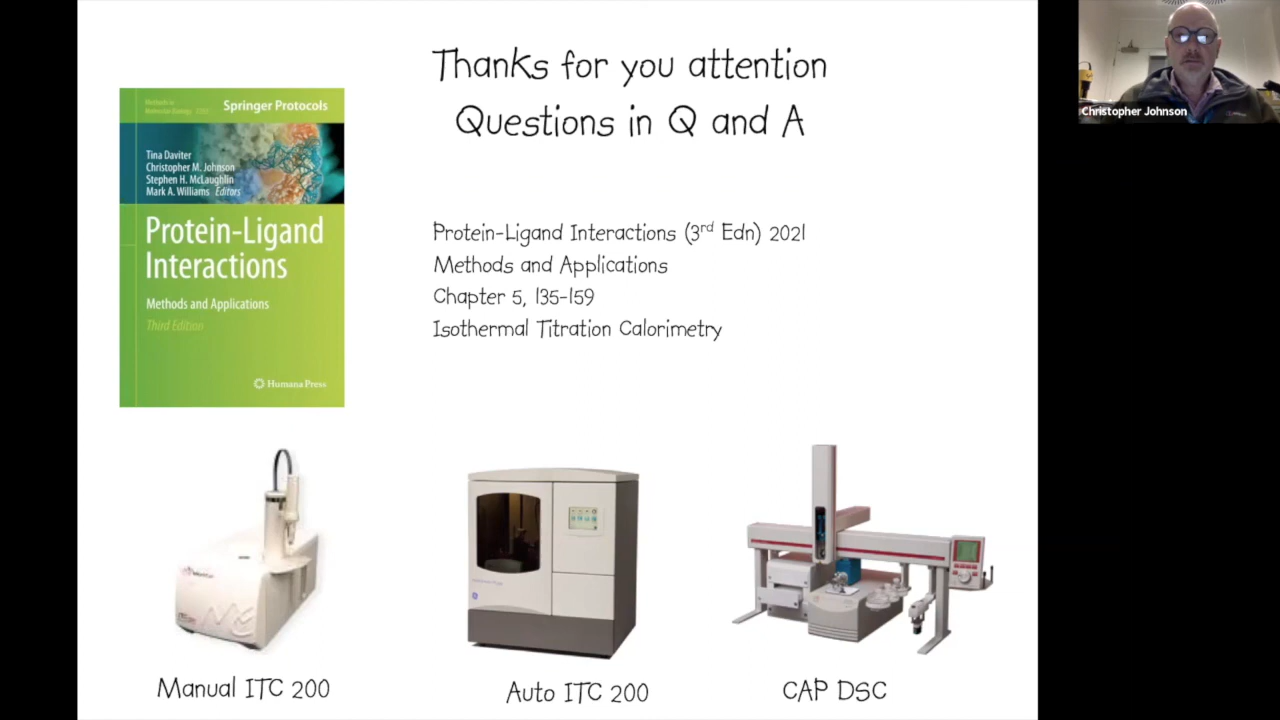 Thanks for you attention
Questions in Q and A
Christopher Johnson
Methods in
Molecular Biology
Springer Protocols
Tina Daviter
Christopher M. Johnson
Stephen H. McLaughlin
Mark A. Williams Editors
Protein-Ligand
Interactions
Methods and Applications
Third Edition
Humana Press
Protein-Ligand Interactions (3rd Edn) 2021
Methods and Applications
Chapter 5, 135-159
Isothermal Titration Calorimetry
Manual ITC 200
Auto ITC 200
CAP DSC